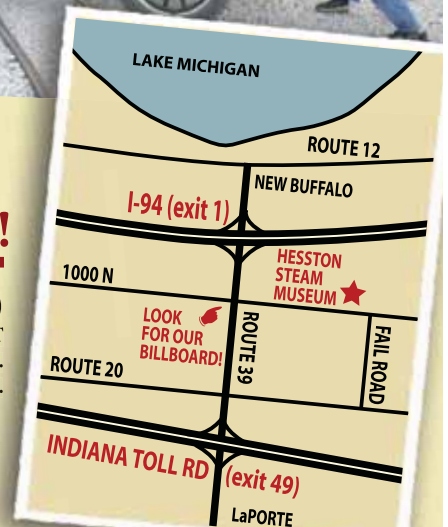 LAKE MICHIGAN
ROUTE 12
NEW BUFFALO
I-94 (exit 1)
HESSTON
STEAM
MUSEUM
1000 N
LOOK
FOR OUR
BILLBOARD!
ROUTE 39
FAIL ROAD
ROUTE 20
INDIANA TOLL RD (exit 49)
LaPORTE